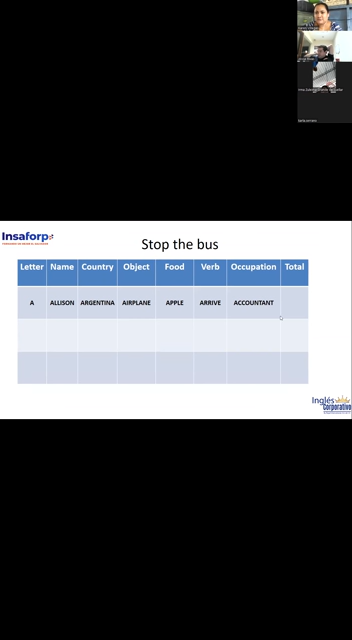 Insaforp
Stop the bus
Letter Name Country Object Food Verb Occupation Total
A ALLISON ARGENTINA AIRPLANE APPLE ARRIVE ACCOUNTANT
Inglés
Corporativo